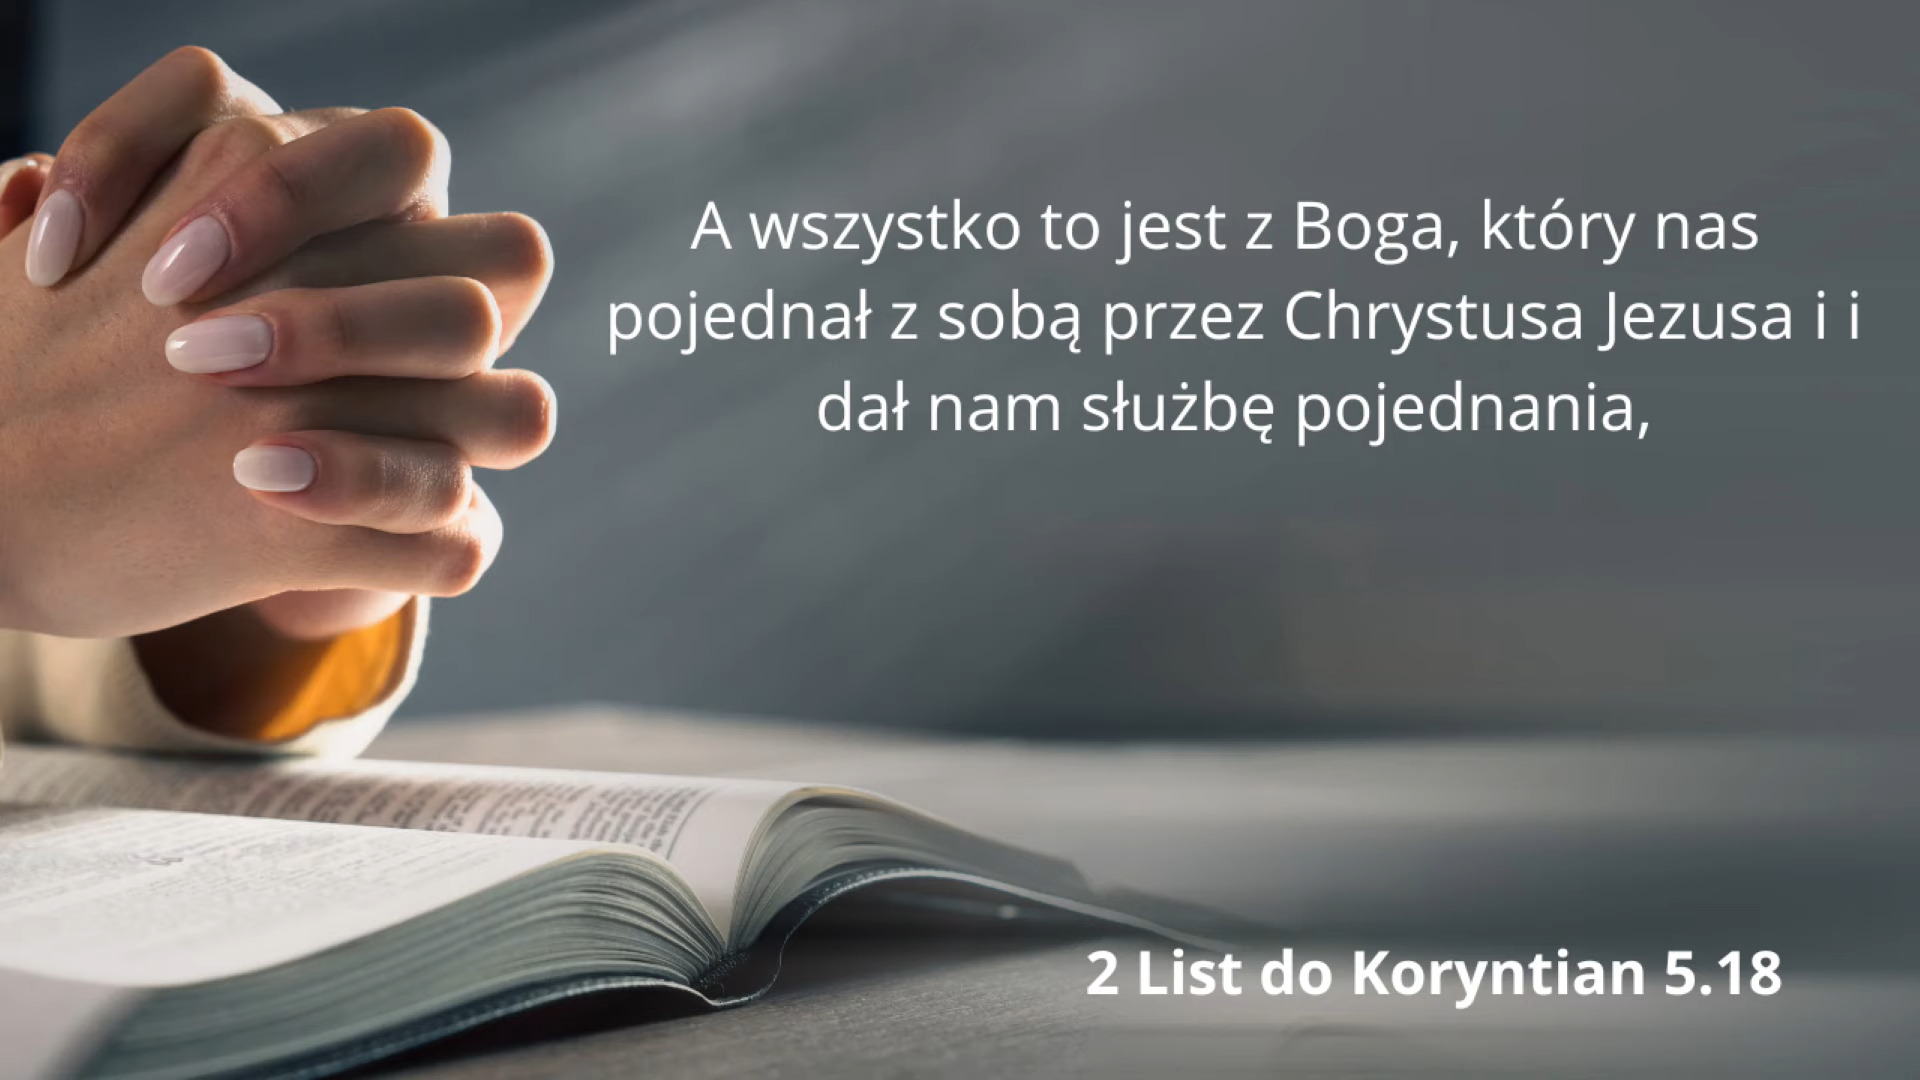 A wszystko to jest z Boga, który nas
pojednał z sobą przez Chrystusa Jezusa i i
dał nam służbę pojednania,
2 List do Koryntian 5.18